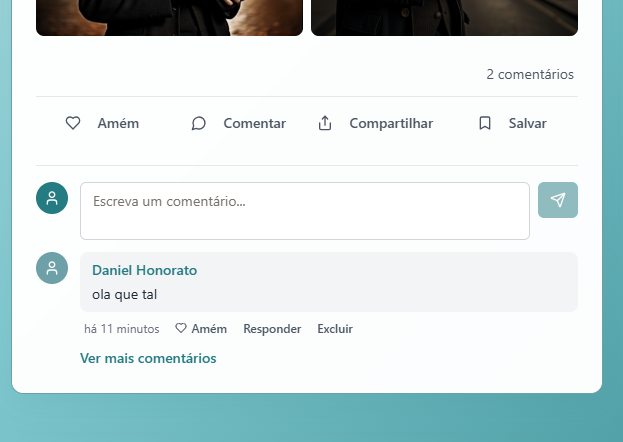 2 comentários
Amém Comentar Compartilhar Salvar
Escreva um comentário...
Daniel Honorato
ola que tal
há 11 minutos Amém Responder Excluir
Ver mais comentários